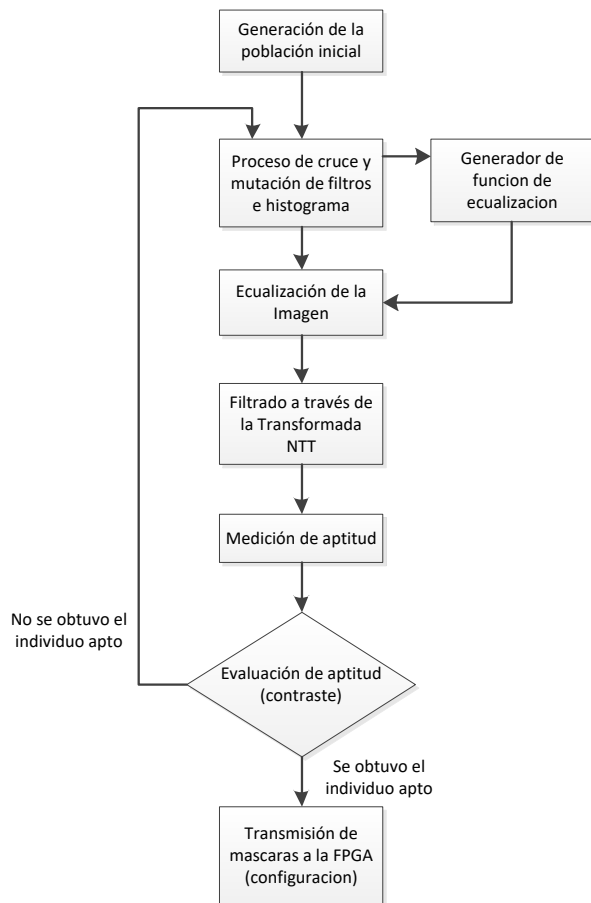 Generación de la
población inicial
Proceso de cruce y
mutación de filtros
e histograma
Generador de
funcion de
ecualizacion
Ecualización de la
Imagen
Filtrado a través de
la Transformada
NTT
Medición de aptitud
No se obtuvo el
individuo apto
Evaluación de aptitud
(contraste)
Se obtuvo el
individuo apto
Transmisión de
mascaras a la FPGA
(configuracion)